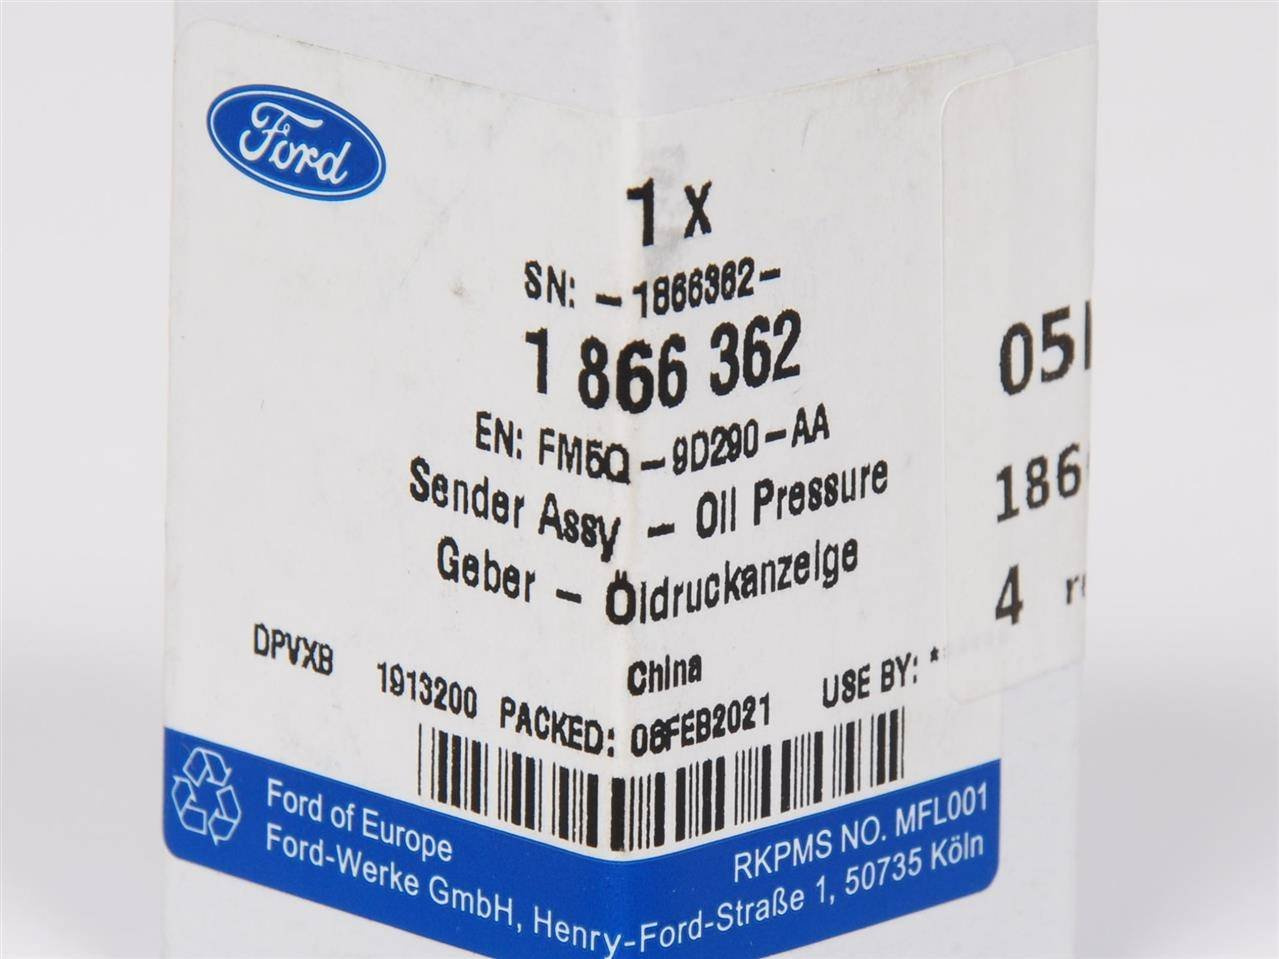 Ford
1 X
SN: -1866362-
1 866 362
EN: FM5Q-9D290-AA
Sender Assy - Oil Pressure
Geber - Öldruckanzeige
China
DPVXB 1913200 PACKED: 08FEB2021 USE BY: *
Ford of Europe
Ford-Werke GmbH, Henry-Ford-Straße 1, 50735 Köln
RKPMS NO. MFL001
05
186
4